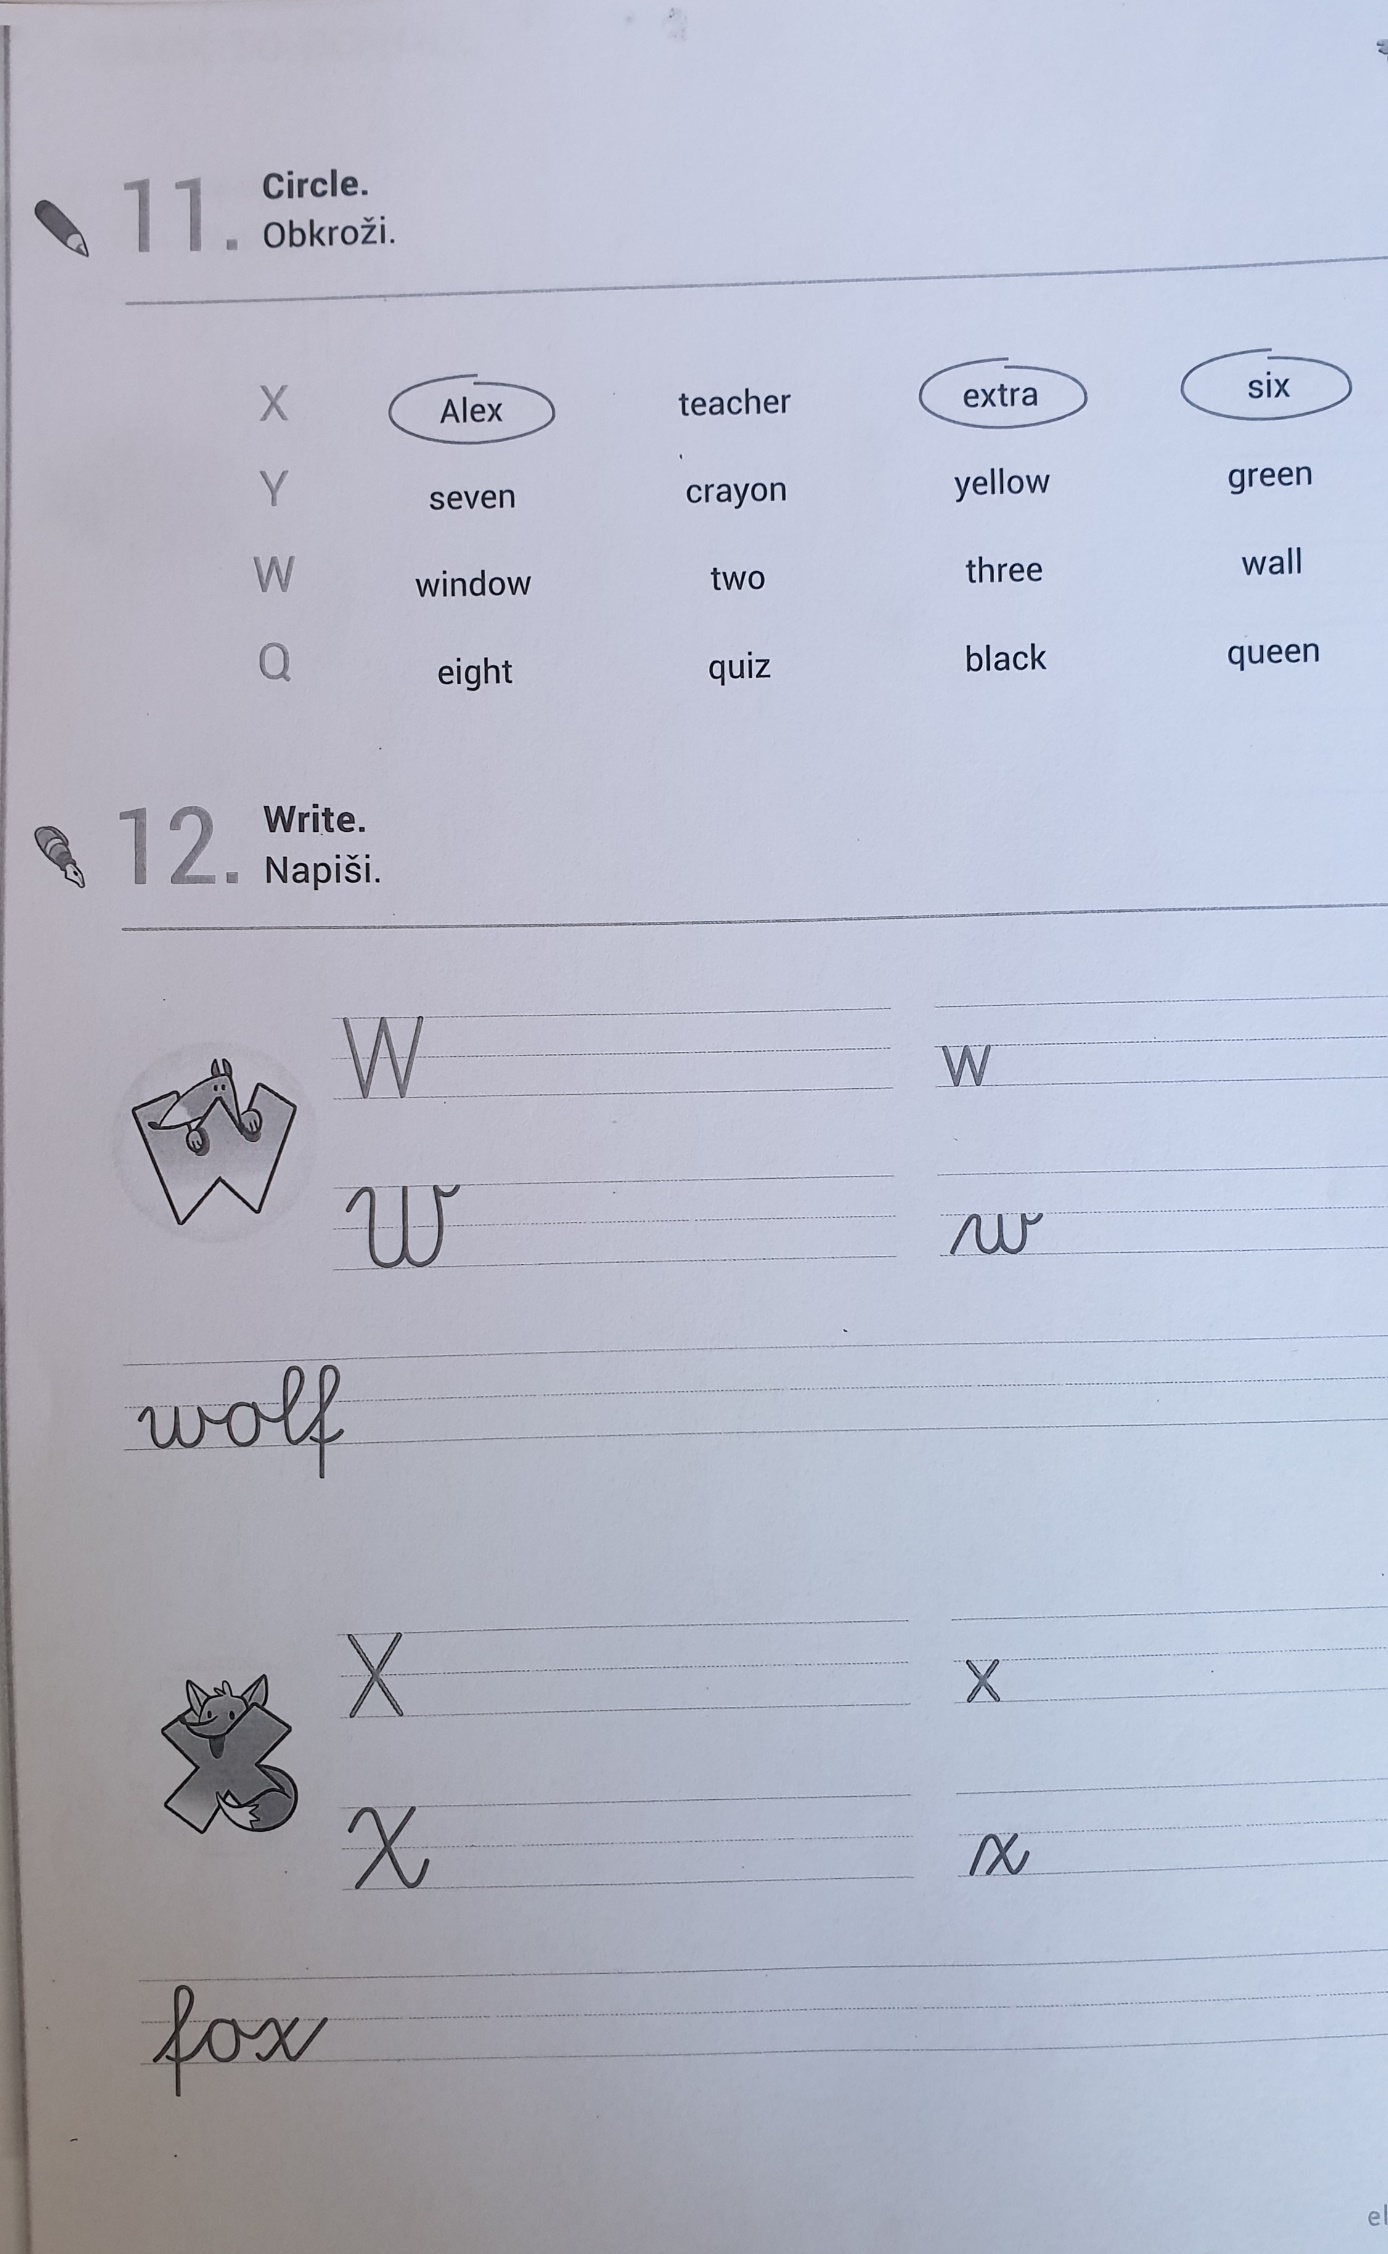 11. Circle.
Obkroži.
X Alex teacher extra six
Y seven crayon yellow green
W window two three wall
Q eight quiz black queen
12. Write.
Napiši.
W w
W w
wolf
X x
X x
fox